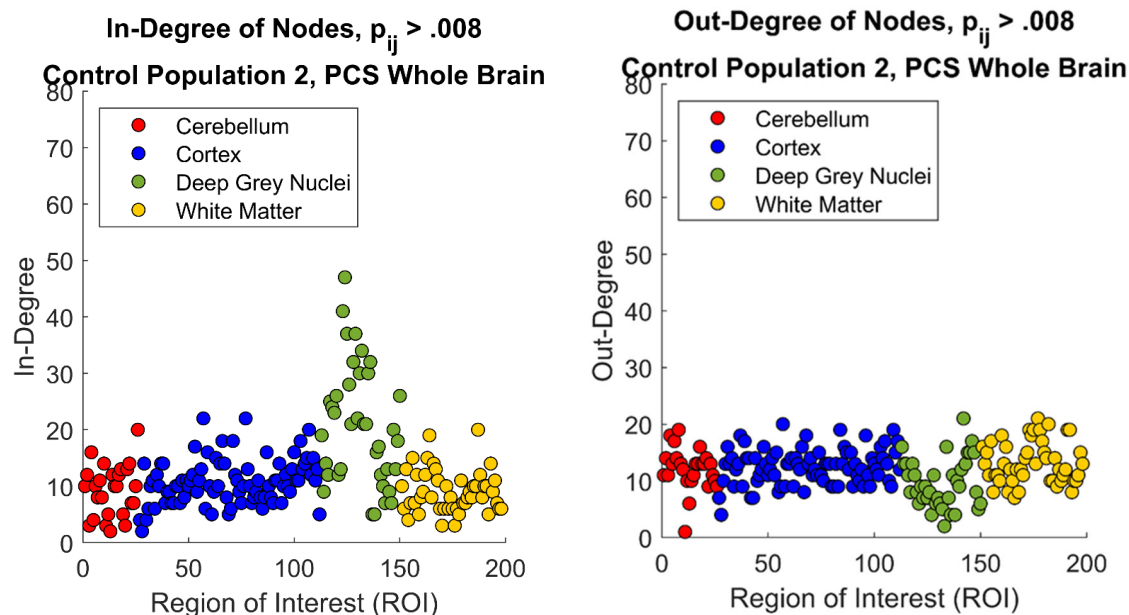 In-Degree of Nodes, p_ij > .008
Control Population 2, PCS Whole Brain
80
70
60
50
40
30
20
10
0
In-Degree
Cerebellum
Cortex
Deep Grey Nuclei
White Matter
0 50 100 150 200
Region of Interest (ROI)
Out-Degree of Nodes, p_ij > .008
Control Population 2, PCS Whole Brain
80
70
60
50
40
30
20
10
0
Out-Degree
Cerebellum
Cortex
Deep Grey Nuclei
White Matter
0 50 100 150 200
Region of Interest (ROI)